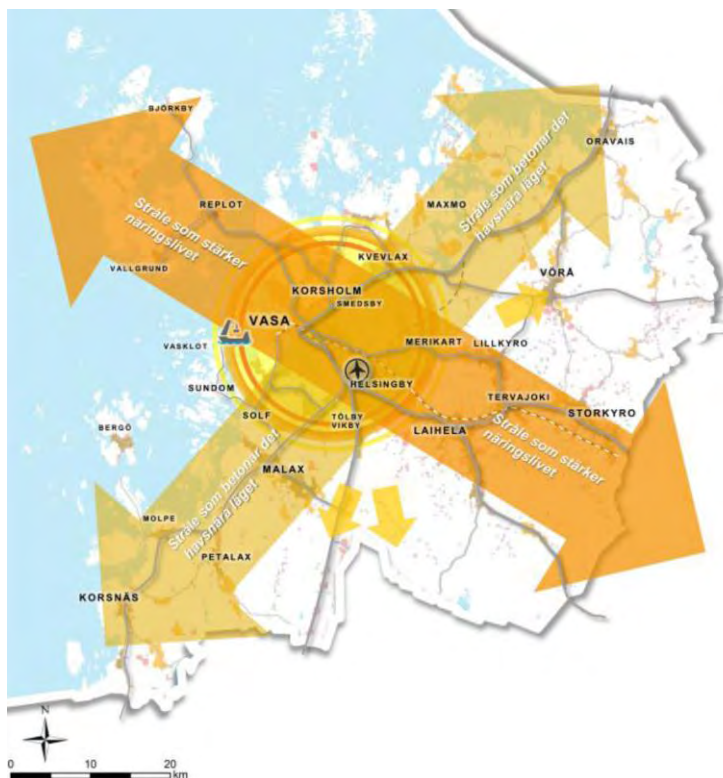 BJÖRKBY
ORAVAIS
Stråle som betonar det
havsnära läget
REPLOT
MAXMO
Stråle som stärker
näringslivet
KVEVLAX
VALLGRUND
VÖRÅ
KORSHOLM
SMEDSBY
VASA
VASKLOT
MERIKART
LILLKYRO
SUNDOM
HELSINGBY
TERVAJOKI
SOLF
STORKYRO
TÖLBY
VIKBY
BERGÖ
LAIHELA
Stråle som stärker
näringslivet
MALAX
Stråle som betonar det
havsnära läget
MOLPE
PETALAX
KORSNÄS
N
0 10 20
km